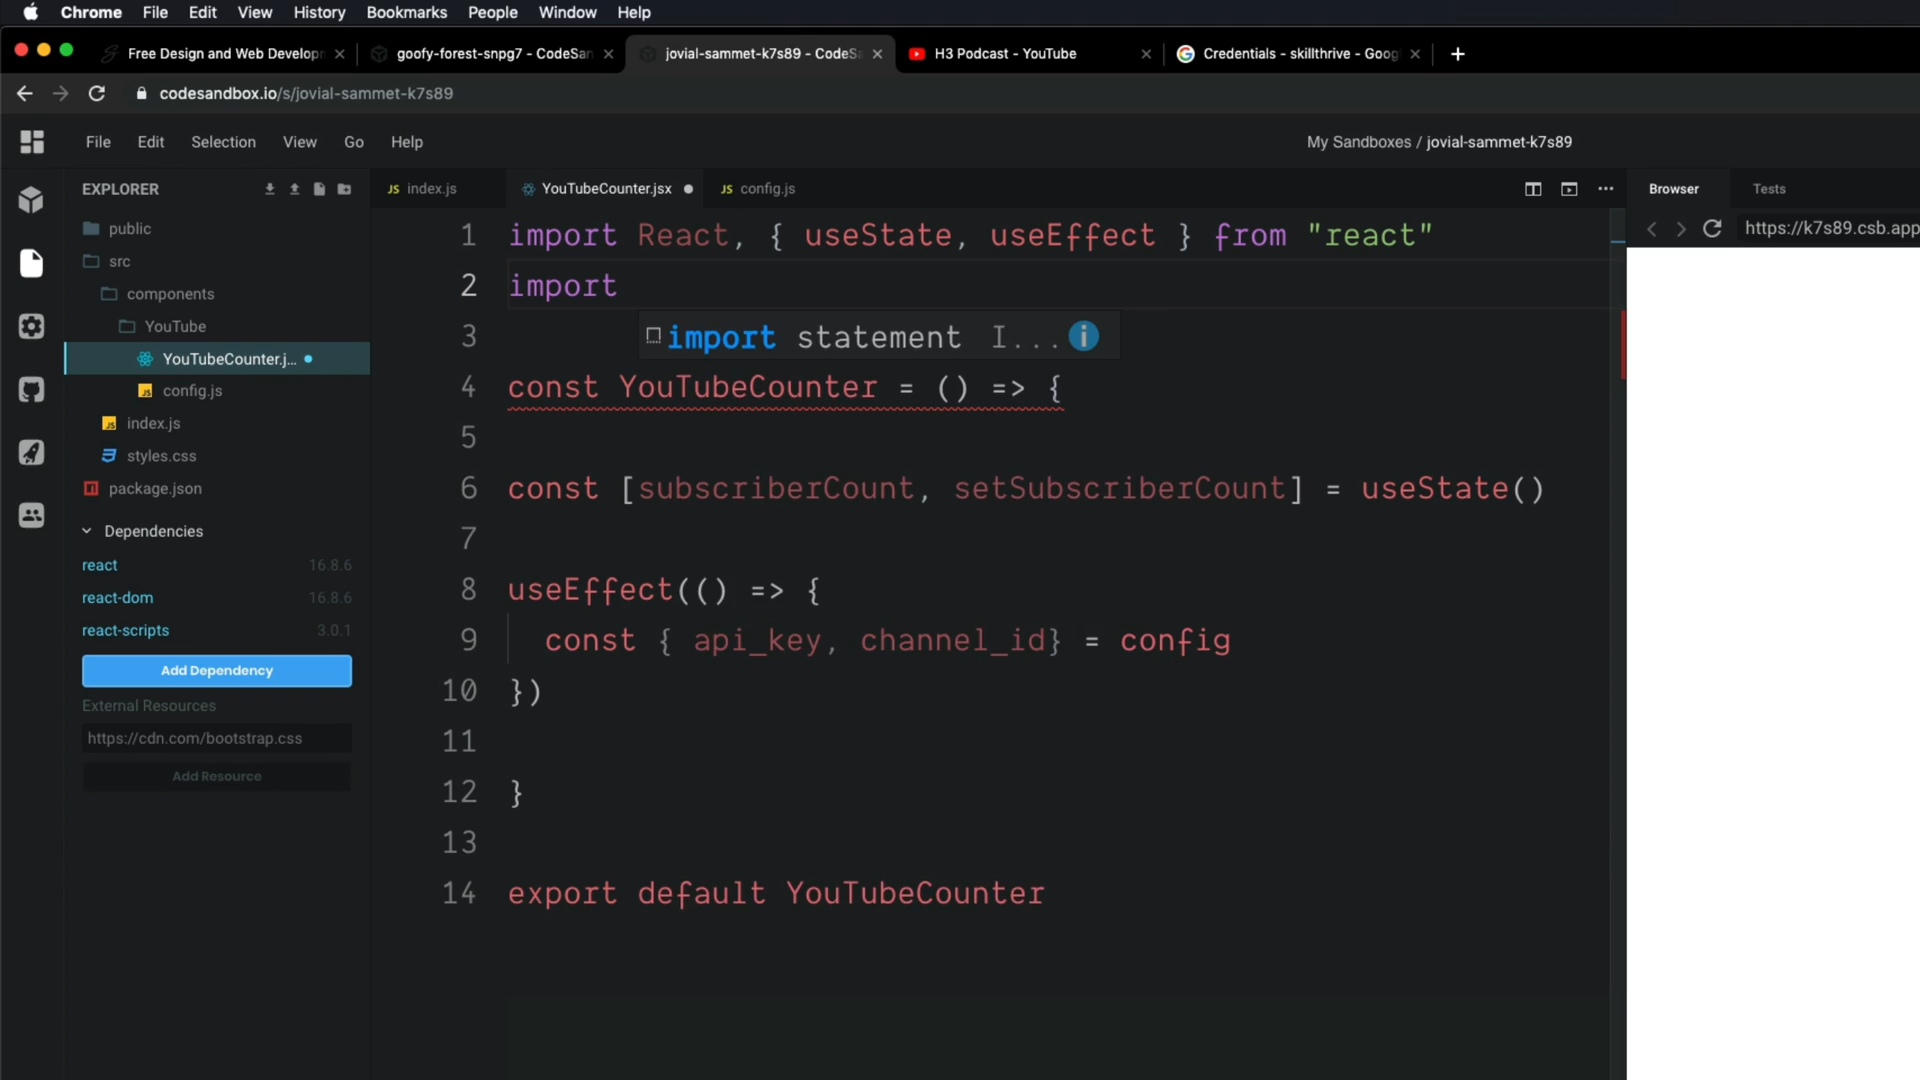 Chrome File Edit View History Bookmarks People Window Help
Free Design and Web Develop
goofy-forest-snpg7 - CodeSan
jovial-sammet-k7s89 - CodeSa
H3 Podcast - YouTube
Credentials - skillthrive - Goog
codesandbox.io/s/jovial-sammet-k7s89
File Edit Selection View Go Help
My Sandboxes / jovial-sammet-k7s89
EXPLORER
public
src
components
YouTube
YouTubeCounter.j...
JS config.js
JS index.js
styles.css
package.json
Dependencies
react 16.8.6
react-dom 16.8.6
react-scripts 3.0.1
Add Dependency
External Resources
https://cdn.com/bootstrap.css
Add Resource
JS index.js
YouTubeCounter.jsx
JS config.js
1 import React, { useState, useEffect } from "react"
2 import
import statement I...
3
4 const YouTubeCounter = () => {
5
6 const [subscriberCount, setSubscriberCount] = useState()
7
8 useEffect(() => {
9 const { api_key, channel_id} = config
10 })
11
12 }
13
14 export default YouTubeCounter
Browser Tests
https://k7s89.csb.app